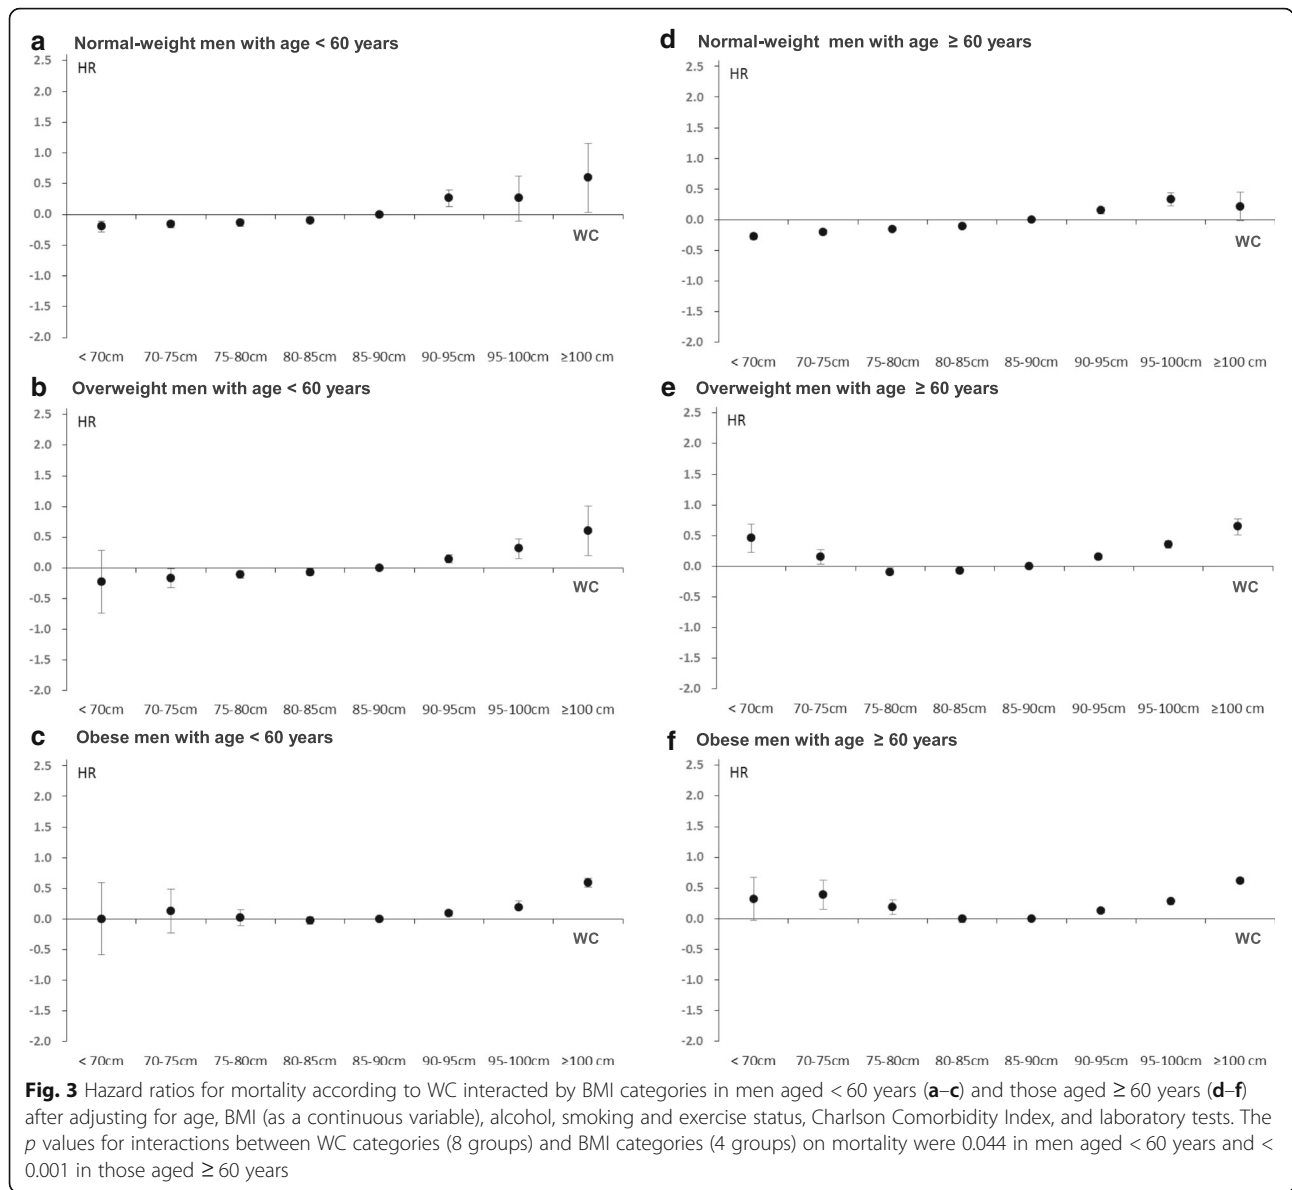 a Normal-weight men with age < 60 years
HR
2.5
2.0
1.5
1.0
0.5
0.0
-0.5
-1.0
-1.5
-2.0
WC
< 70cm 70-75cm 75-80cm 80-85cm 85-90cm 90-95cm 95-100cm ≥100 cm
b Overweight men with age < 60 years
HR
2.5
2.0
1.5
1.0
0.5
0.0
-0.5
-1.0
-1.5
-2.0
WC
< 70cm 70-75cm 75-80cm 80-85cm 85-90cm 90-95cm 95-100cm ≥100 cm
c Obese men with age < 60 years
HR
2.5
2.0
1.5
1.0
0.5
0.0
-0.5
-1.0
-1.5
-2.0
WC
< 70cm 70-75cm 75-80cm 80-85cm 85-90cm 90-95cm 95-100cm ≥100 cm
d Normal-weight men with age ≥ 60 years
HR
2.5
2.0
1.5
1.0
0.5
0.0
-0.5
-1.0
-1.5
-2.0
WC
< 70cm 70-75cm 75-80cm 80-85cm 85-90cm 90-95cm 95-100cm ≥100 cm
e Overweight men with age ≥ 60 years
HR
2.5
2.0
1.5
1.0
0.5
0.0
-0.5
-1.0
-1.5
-2.0
WC
< 70cm 70-75cm 75-80cm 80-85cm 85-90cm 90-95cm 95-100cm ≥100 cm
f Obese men with age ≥ 60 years
HR
2.5
2.0
1.5
1.0
0.5
0.0
-0.5
-1.0
-1.5
-2.0
WC
< 70cm 70-75cm 75-80cm 80-85cm 85-90cm 90-95cm 95-100cm ≥100 cm
Fig. 3 Hazard ratios for mortality according to WC interacted by BMI categories in men aged < 60 years (a–c) and those aged ≥ 60 years (d–f)
after adjusting for age, BMI (as a continuous variable), alcohol, smoking and exercise status, Charlson Comorbidity Index, and laboratory tests. The
p values for interactions between WC categories (8 groups) and BMI categories (4 groups) on mortality were 0.044 in men aged < 60 years and <
0.001 in those aged ≥ 60 years